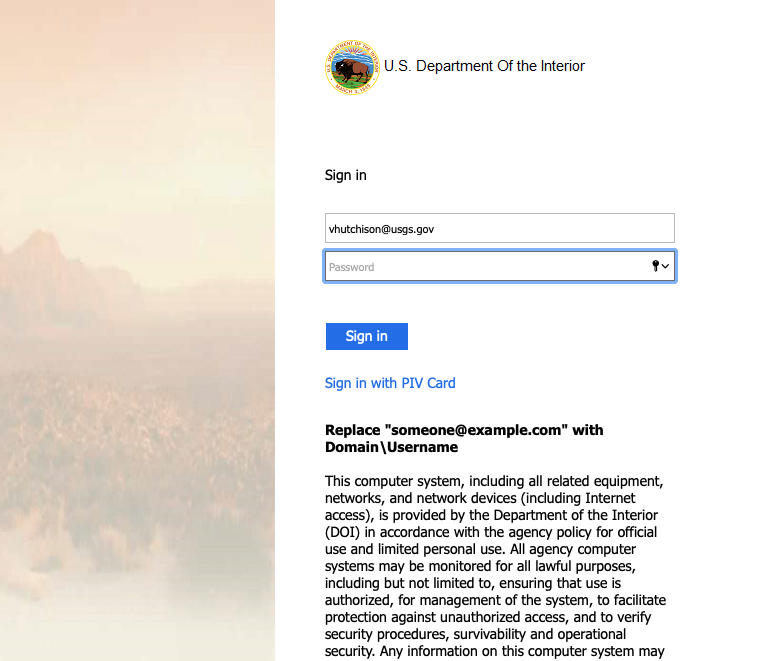 U.S. Department Of the Interior
Sign in
vhutchison@usgs.gov
Password
Sign in
Sign in with PIV Card
Replace "someone@example.com" with
Domain\Username
This computer system, including all related equipment,
networks, and network devices (including Internet
access), is provided by the Department of the Interior
(DOI) in accordance with the agency policy for official
use and limited personal use. All agency computer
systems may be monitored for all lawful purposes,
including but not limited to, ensuring that use is
authorized, for management of the system, to facilitate
protection against unauthorized access, and to verify
security procedures, survivability and operational
security. Any information on this computer system may